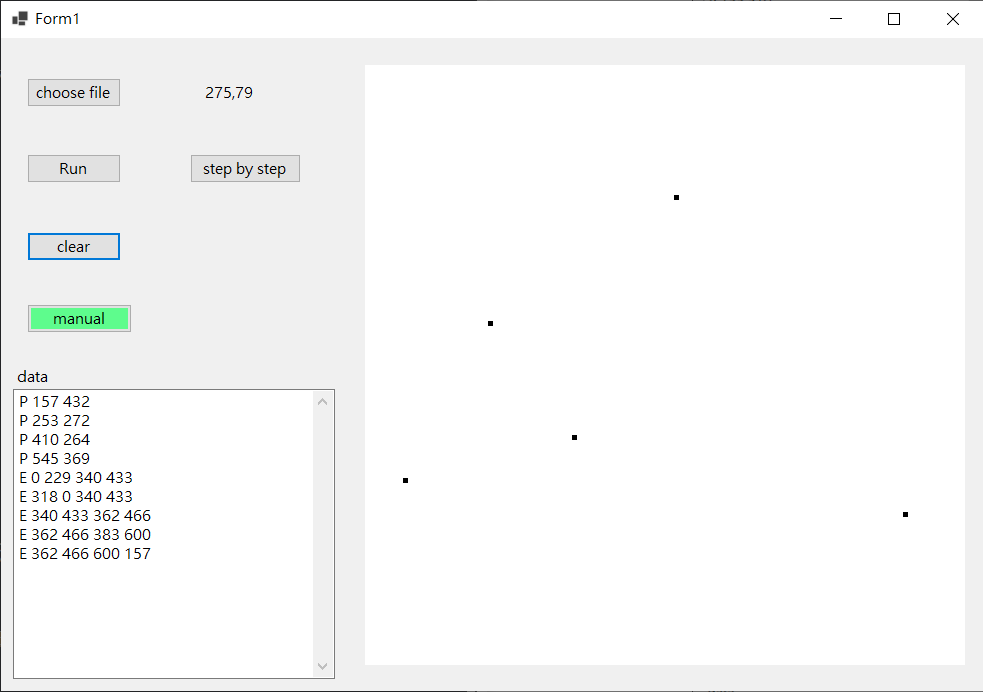 Form1
choose file
275,79
Run
step by step
clear
manual
data
P 157 432
P 253 272
P 410 264
P 545 369
E 0 229 340 433
E 318 0 340 433
E 340 433 362 466
E 362 466 383 600
E 362 466 600 157